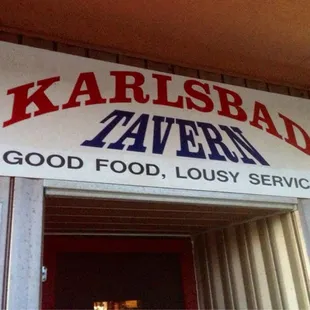 KARLSBAD
TAVERN
GOOD FOOD, LOUSY SERVIC